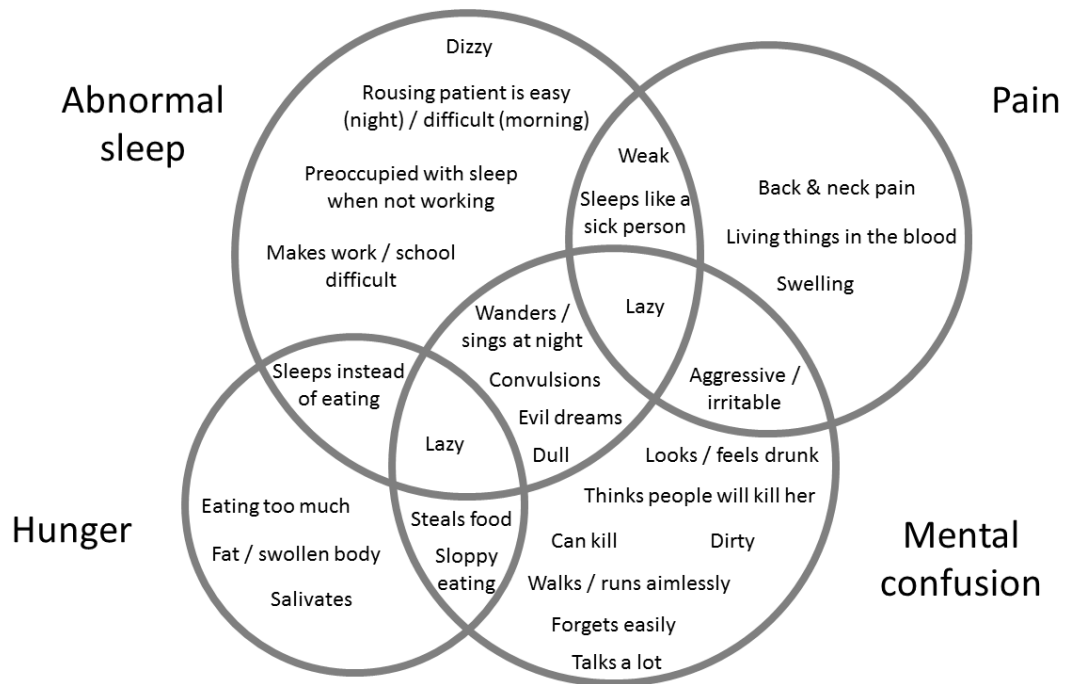 Dizzy
Abnormal
sleep
Pain
Rousing patient is easy
(night) / difficult (morning)
Weak
Preoccupied with sleep
when not working
Sleeps like a
sick person
Back & neck pain
Living things in the blood
Swelling
Makes work / school
difficult
Wanders /
sings at night
Lazy
Sleeps instead
of eating
Convulsions
Aggressive /
irritable
Evil dreams
Lazy
Dull
Looks / feels drunk
Thinks people will kill her
Hunger
Eating too much
Steals food
Can kill
Dirty
Mental
confusion
Fat / swollen body
Sloppy
eating
Walks / runs aimlessly
Salivates
Forgets easily
Talks a lot